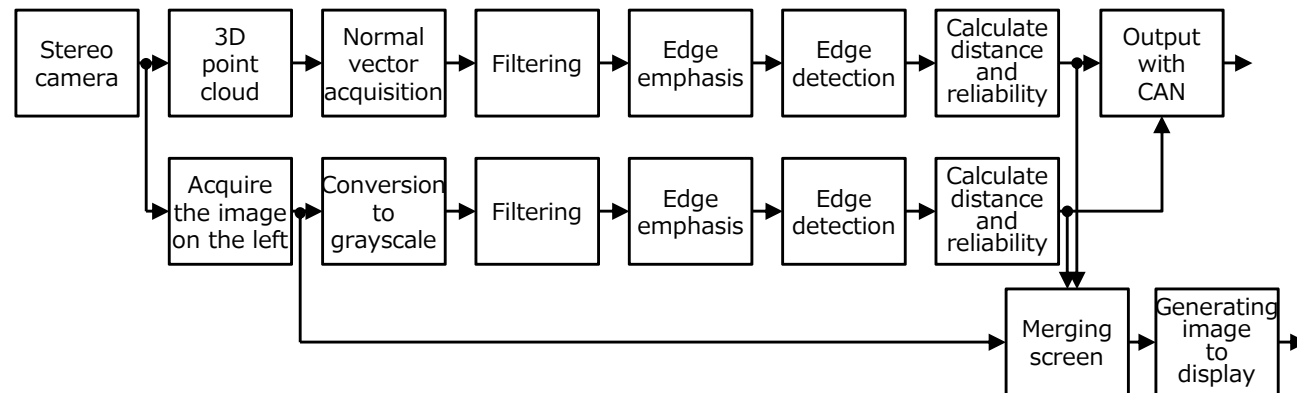 Stereo
camera
3D
point
cloud
Normal
vector
acquisition
Filtering
Edge
emphasis
Edge
detection
Calculate
distance
and
reliability
Output
with
CAN
Acquire
the image
on the left
Conversion
to
grayscale
Filtering
Edge
emphasis
Edge
detection
Calculate
distance
and
reliability
Merging
screen
Generating
image
to
display